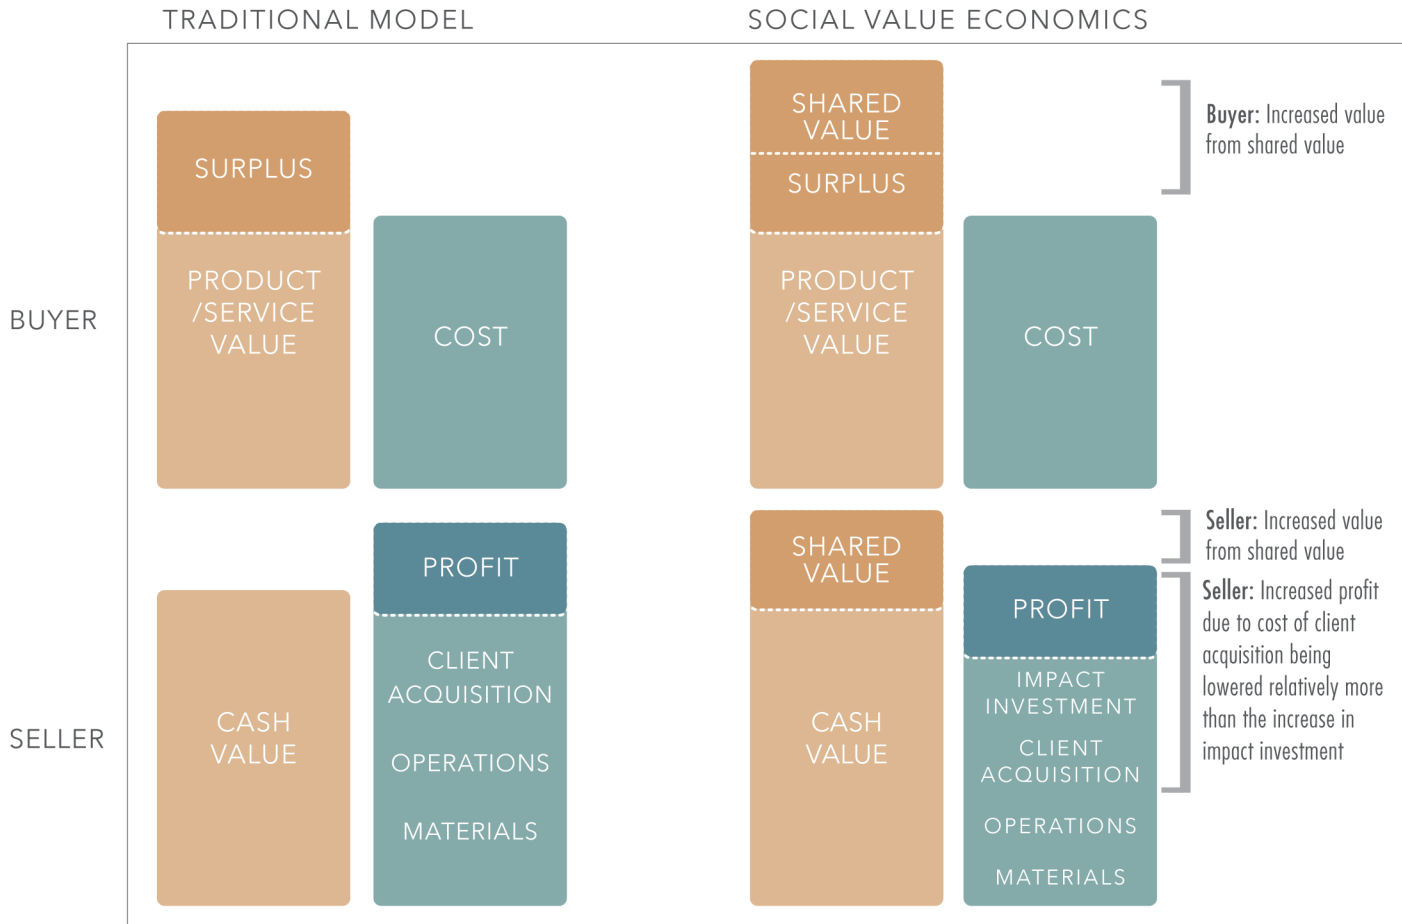 TRADITIONAL MODEL
SOCIAL VALUE ECONOMICS
BUYER
SURPLUS
PRODUCT
/SERVICE
VALUE
COST
SHARED
VALUE
SURPLUS
PRODUCT
/SERVICE
VALUE
COST
Buyer: Increased value
from shared value
SELLER
CASH
VALUE
PROFIT
CLIENT
ACQUISITION
OPERATIONS
MATERIALS
SHARED
VALUE
CASH
VALUE
PROFIT
IMPACT
INVESTMENT
CLIENT
ACQUISITION
OPERATIONS
MATERIALS
Seller: Increased value
from shared value
Seller: Increased profit
due to cost of client
acquisition being
lowered relatively more
than the increase in
impact investment